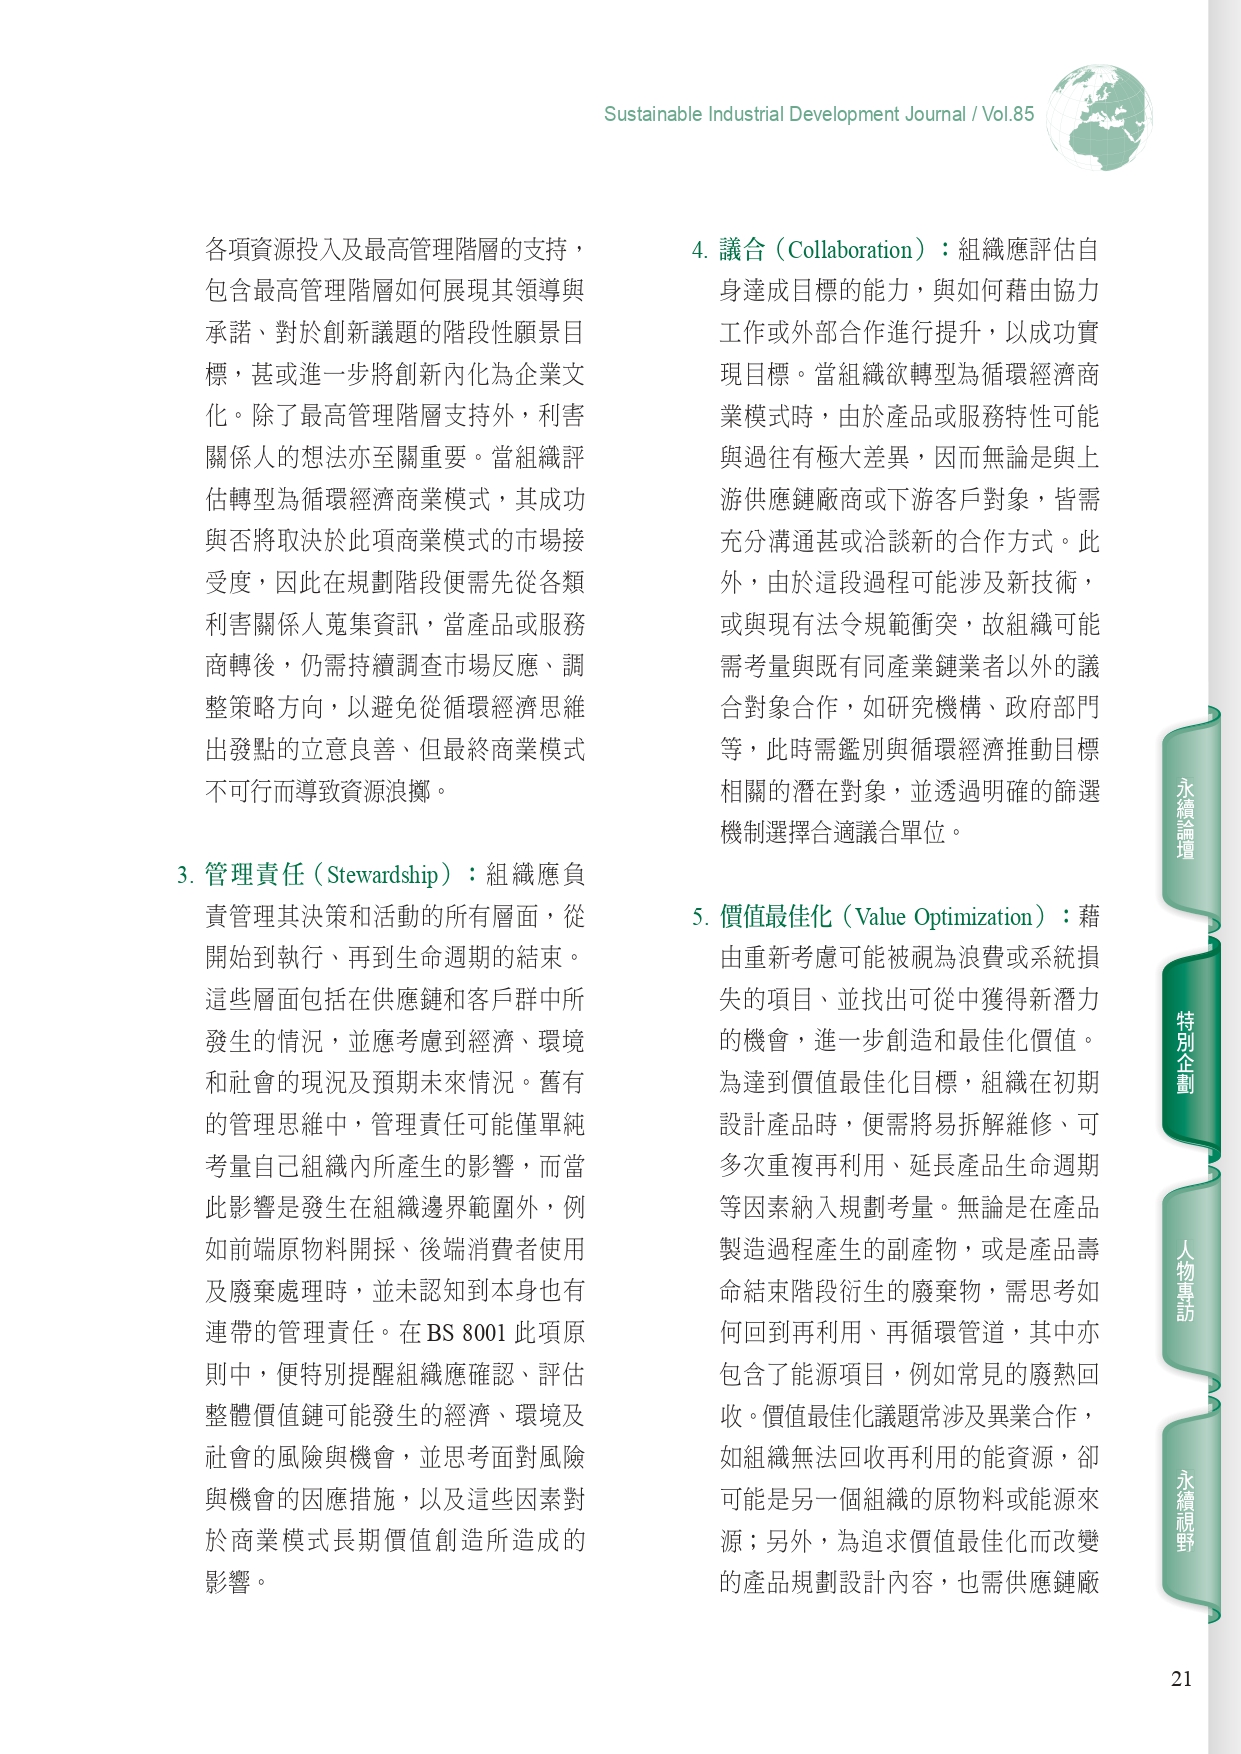 Sustainable Industrial Development Journal / Vol.85
各項資源投入及最高管理階層的支持，
包含最高管理階層如何展現其領導與
承諾、對於創新議題的階段性願景目
標，甚或進一步將創新內化為企業文
化。除了最高管理階層支持外，利害
關係人的想法亦至關重要。當組織評
估轉型為循環經濟商業模式，其成功
與否將取決於此項商業模式的市場接
受度，因此在規劃階段便需先從各類
利害關係人蒐集資訊，當產品或服務
商轉後，仍需持續調查市場反應、調
整策略方向，以避免從循環經濟思維
出發點的立意良善、但最終商業模式
不可行而導致資源浪擲。
3. 管理責任（Stewardship）：組織應負
責管理其決策和活動的所有層面，從
開始到執行、再到生命週期的結束。
這些層面包括在供應鏈和客戶群中所
發生的情況，並應考慮到經濟、環境
和社會的現況及預期未來情況。舊有
的管理思維中，管理責任可能僅單純
考量自己組織內所產生的影響，而當
此影響是發生在組織邊界範圍外，例
如前端原物料開採、後端消費者使用
及廢棄處理時，並未認知到本身也有
連帶的管理責任。在 BS 8001 此項原
則中，便特別提醒組織應確認、評估
整體價值鏈可能發生的經濟、環境及
社會的風險與機會，並思考面對風險
與機會的因應措施，以及這些因素對
於商業模式長期價值創造所造成的
影響。
4. 議合（Collaboration）：組織應評估自
身達成目標的能力，與如何藉由協力
工作或外部合作進行提升，以成功實
現目標。當組織欲轉型為循環經濟商
業模式時，由於產品或服務特性可能
與過往有極大差異，因而無論是與上
游供應鏈廠商或下游客戶對象，皆需
充分溝通甚或洽談新的合作方式。此
外，由於這段過程可能涉及新技術，
或與現有法令規範衝突，故組織可能
需考量與既有同產業鏈業者以外的議
合對象合作，如研究機構、政府部門
等，此時需鑑別與循環經濟推動目標
相關的潛在對象，並透過明確的篩選
機制選擇合適議合單位。
5. 價值最佳化（Value Optimization）：藉
由重新考慮可能被視為浪費或系統損
失的項目、並找出可從中獲得新潛力
的機會，進一步創造和最佳化價值。
為達到價值最佳化目標，組織在初期
設計產品時，便需將易拆解維修、可
多次重複再利用、延長產品生命週期
等因素納入規劃考量。無論是在產品
製造過程產生的副產物，或是產品壽
命結束階段衍生的廢棄物，需思考如
何回到再利用、再循環管道，其中亦
包含了能源項目，例如常見的廢熱回
收。價值最佳化議題常涉及異業合作，
如組織無法回收再利用的能資源，卻
可能是另一個組織的原物料或能源來
源；另外，為追求價值最佳化而改變
的產品規劃設計內容，也需供應鏈廠
永續論壇
特別企劃
人物專訪
永續視野
21